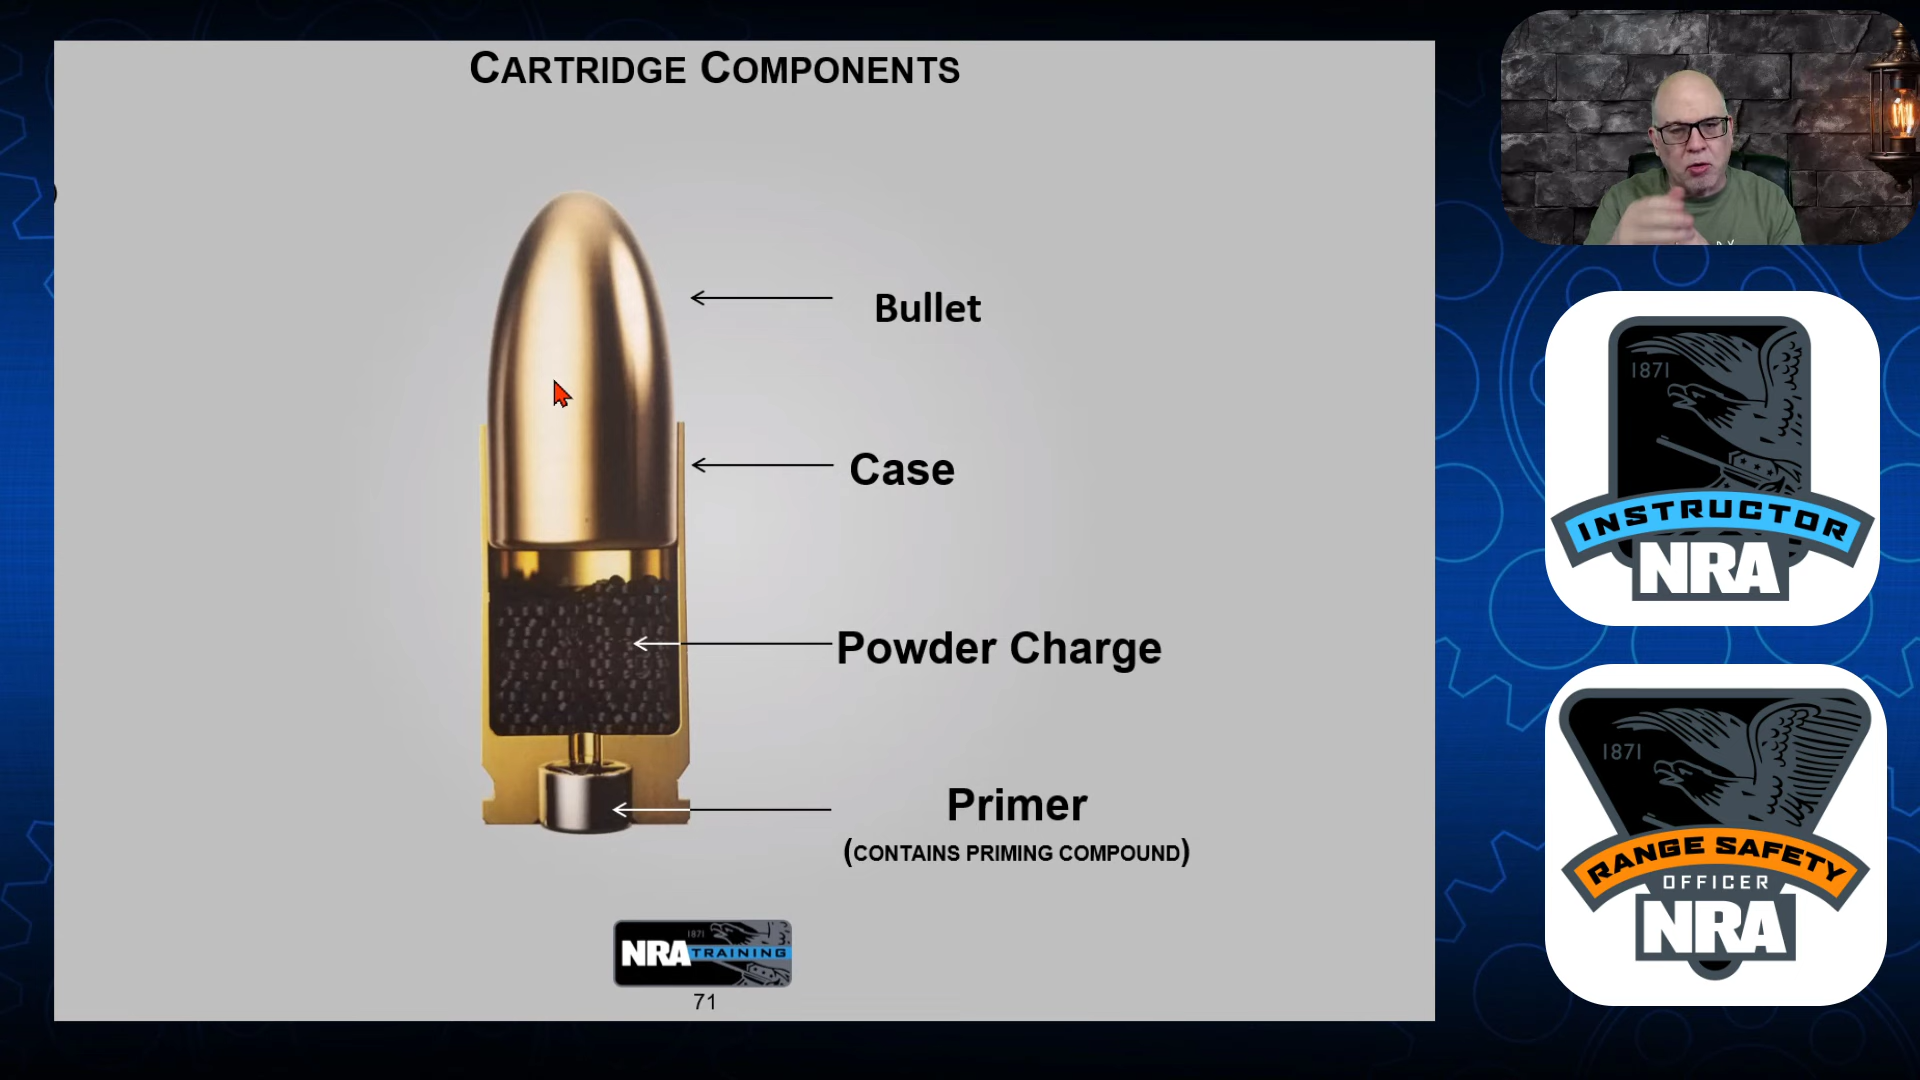 CARTRIDGE COMPONENTS
Bullet
Case
Powder Charge
Primer
(CONTAINS PRIMING COMPOUND)
1871
NRA TRAINING
71
1871
INSTRUCTOR
NRA
1871
RANGE SAFETY
OFFICER
NRA